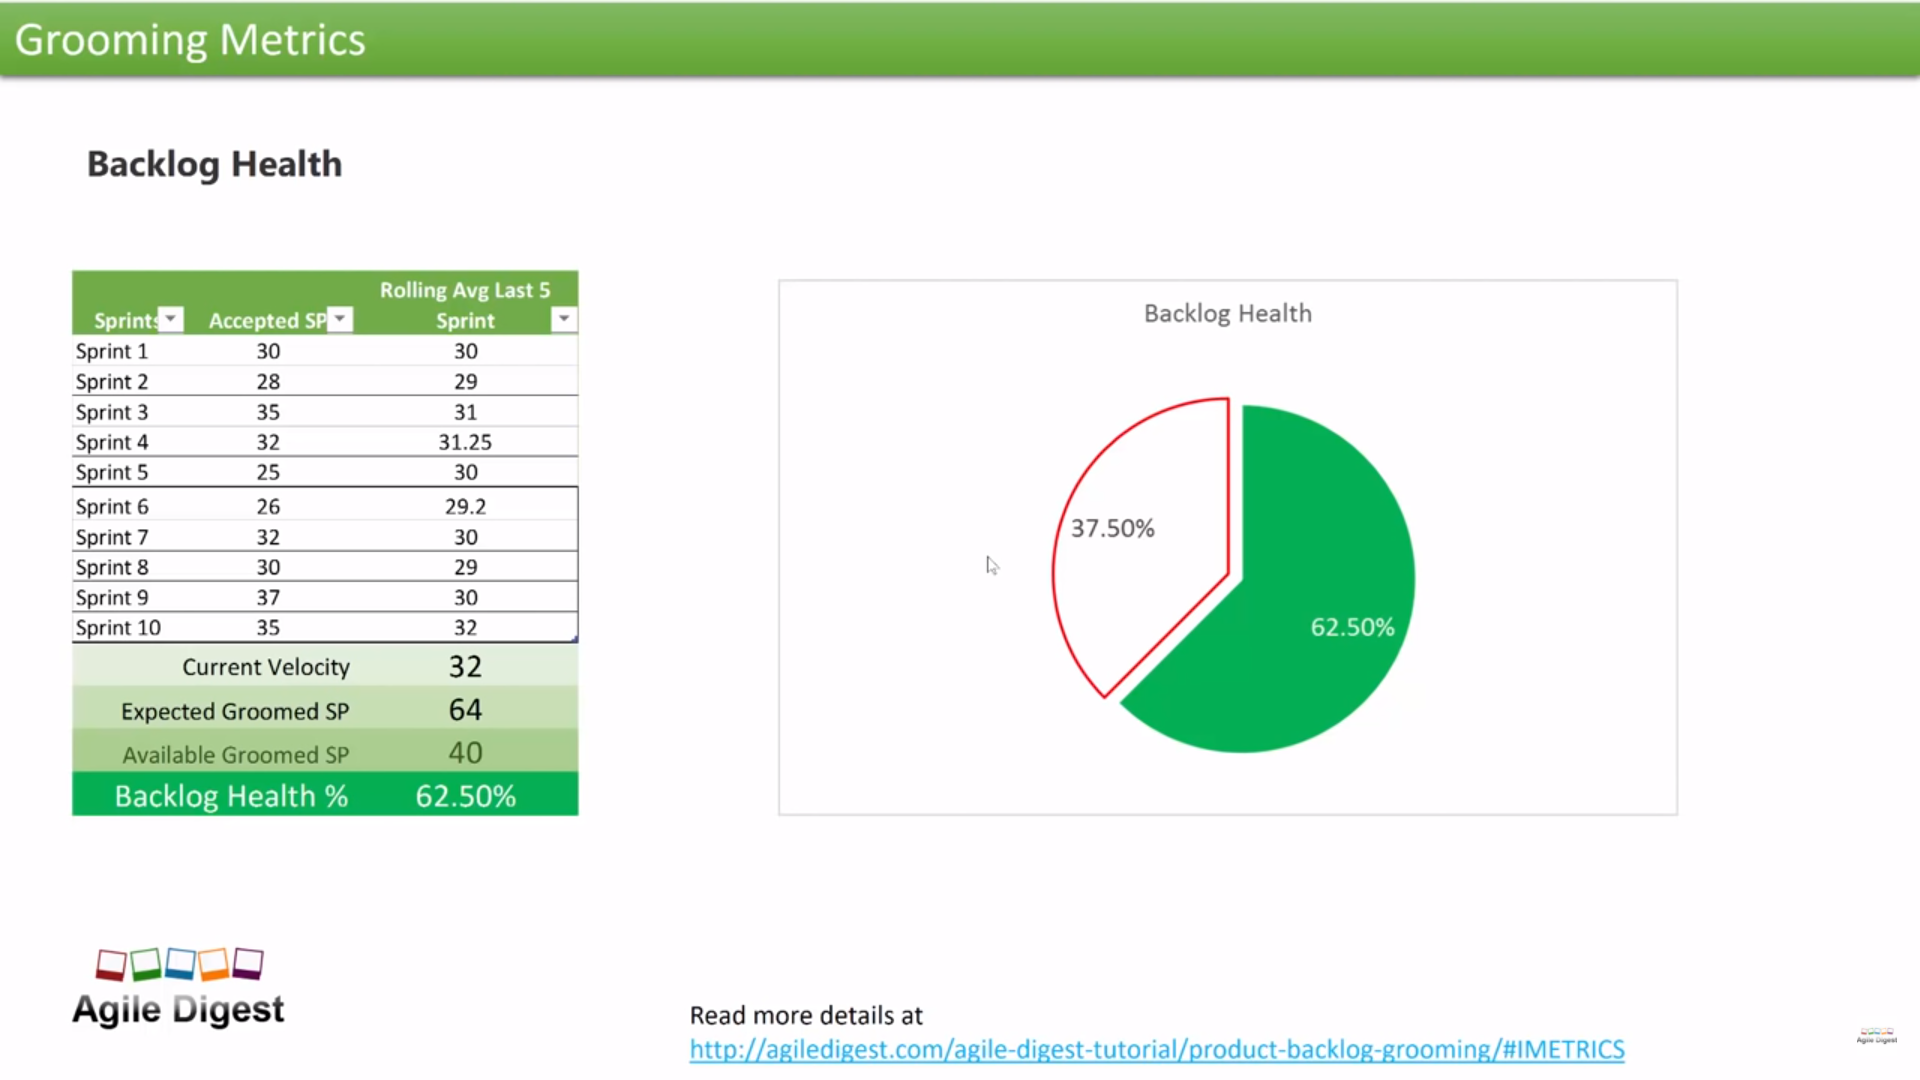 Grooming Metrics
Backlog Health
Rolling Avg Last 5
Sprints Accepted SP Sprint
Sprint 1 30 30
Sprint 2 28 29
Sprint 3 35 31
Sprint 4 32 31.25
Sprint 5 25 30
Sprint 6 26 29.2
Sprint 7 32 30
Sprint 8 30 29
Sprint 9 37 30
Sprint 10 35 32
Current Velocity 32
Expected Groomed SP 64
Available Groomed SP 40
Backlog Health % 62.50%
Backlog Health
37.50%
62.50%
Agile Digest
Read more details at
http://agiledigest.com/agile-digest-tutorial/product-backlog-grooming/#IMETRICS
Agile Digest